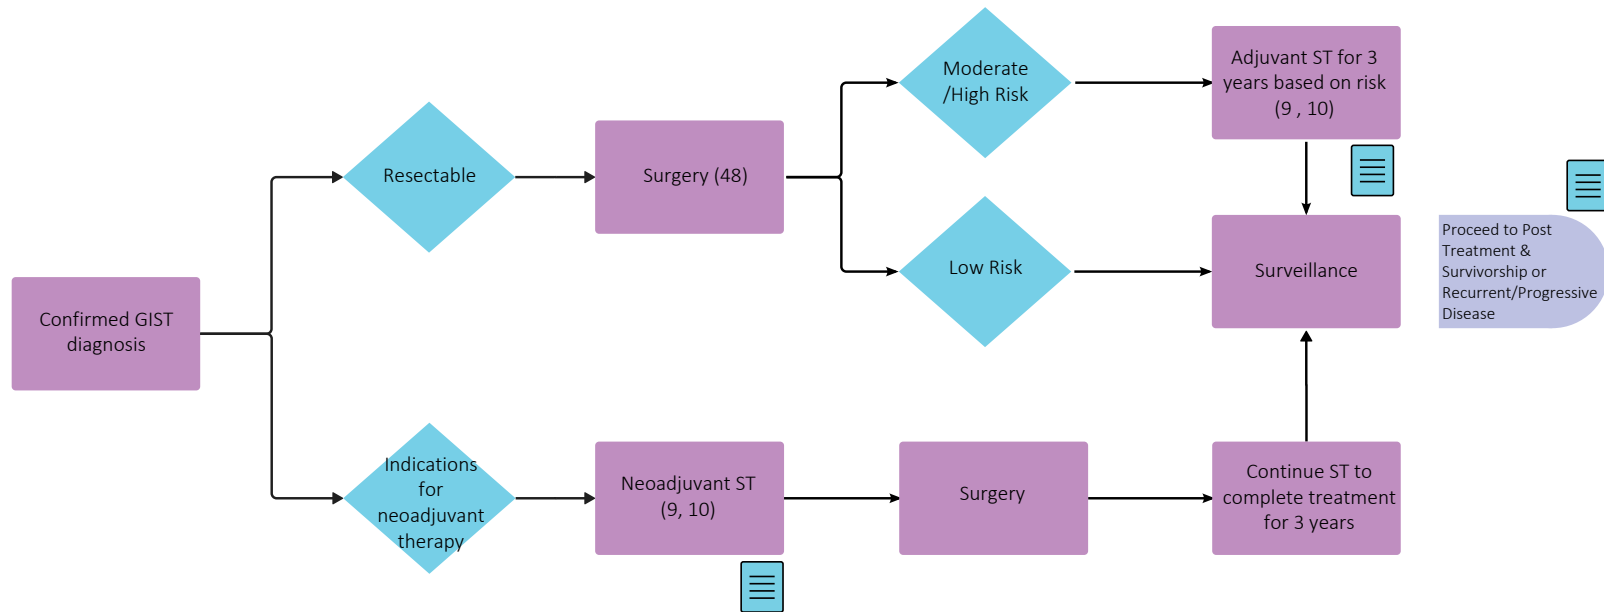 Moderate
/High Risk
Adjuvant ST for 3
years based on risk
(9 , 10)
Resectable
Surgery (48)
Low Risk
Surveillance
Proceed to Post
Treatment &
Survivorship or
Recurrent/Progressive
Disease
Confirmed GIST
diagnosis
Indications
for
neoadjuvant
therapy
Neoadjuvant ST
(9, 10)
Surgery
Continue ST to
complete treatment
for 3 years